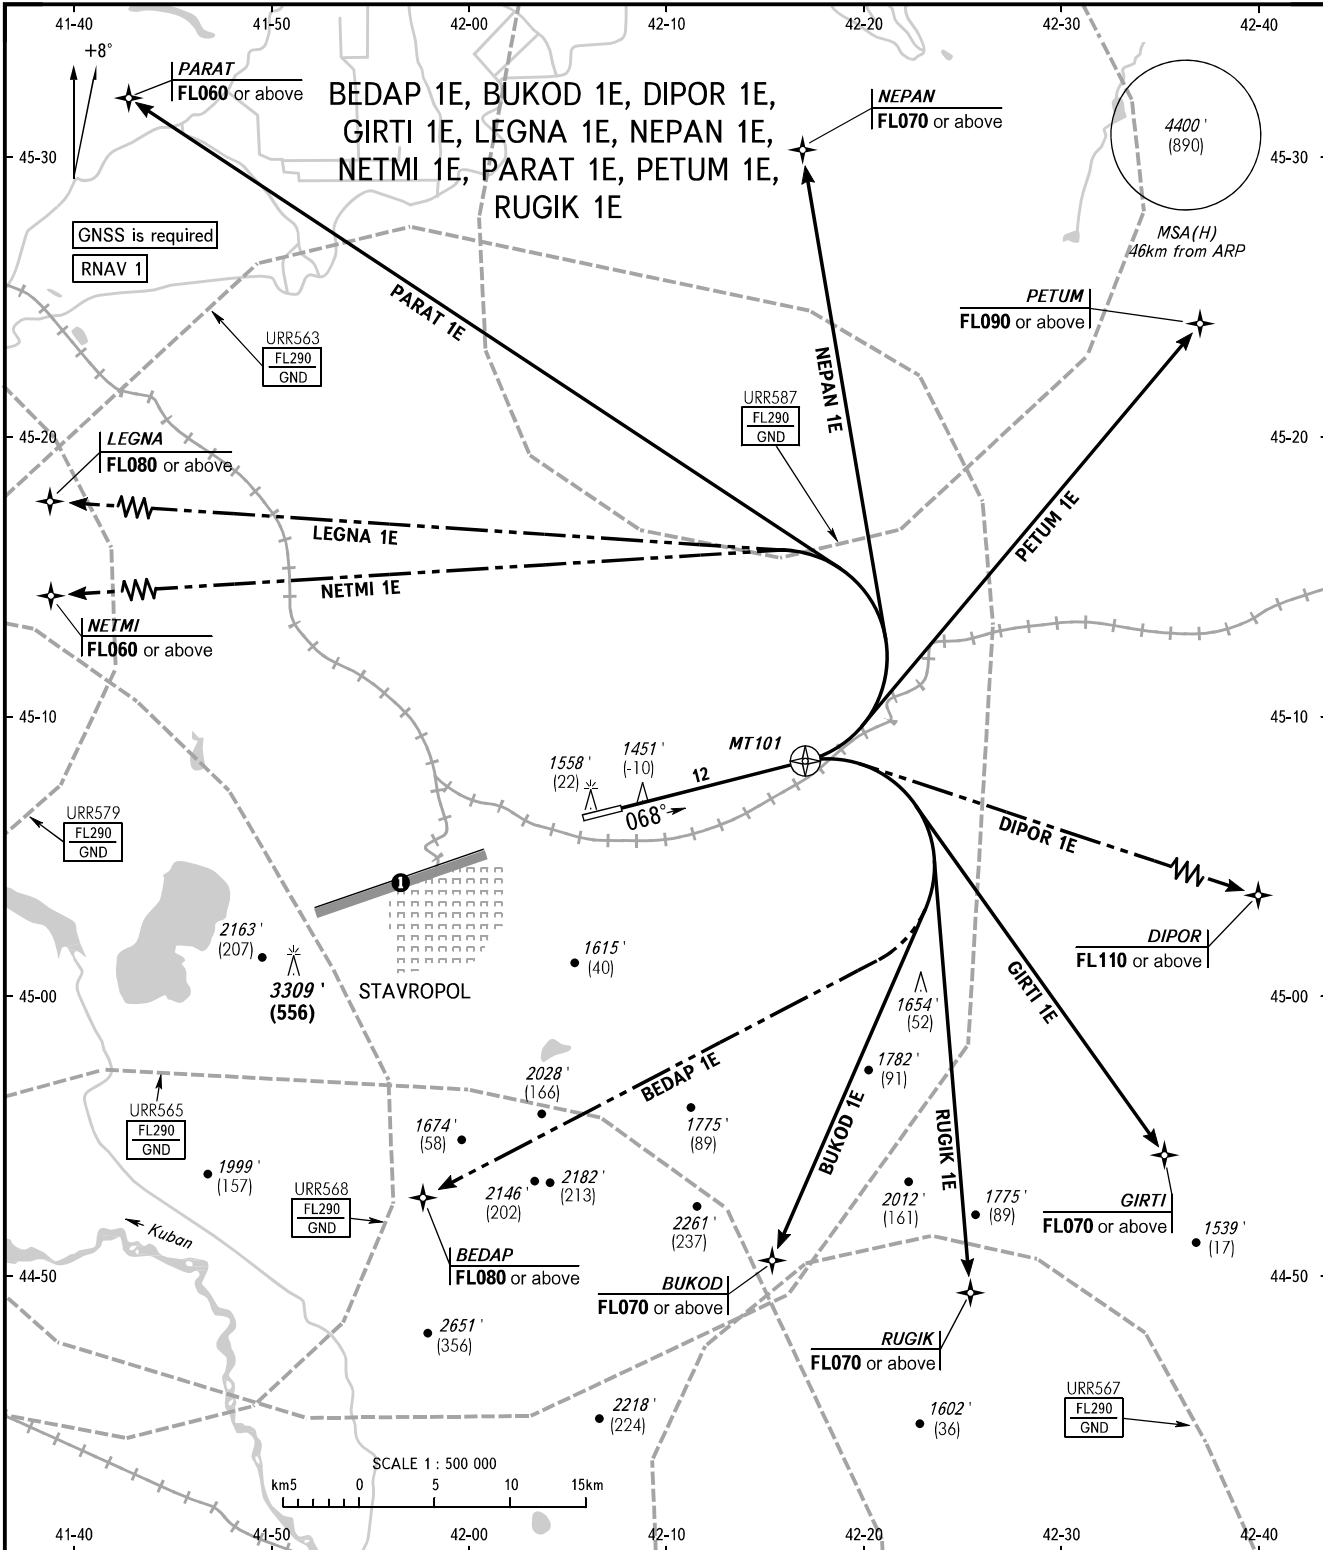 41-40 41-50 42-00 42-10 42-20 42-30 42-40
+8°
PARAT
FL060 or above
BEDAP 1E, BUKOD 1E, DIPOR 1E,
GIRTI 1E, LEGNA 1E, NEPAN 1E,
NETMI 1E, PARAT 1E, PETUM 1E,
RUGIK 1E
NEPAN
FL070 or above
4400 '
(890)
45-30 45-30
MSA(H)
46km from ARP
GNSS is required
RNAV 1
PARAT 1E
PETUM
FL090 or above
URR563
FL290
GND
NEPAN 1E
URR587
FL290
GND
45-20 45-20
LEGNA
FL080 or above
PETUM 1E
LEGNA 1E
NETMI 1E
NETMI
FL060 or above
45-10 45-10
MT101
1558 '
(22)
1451 '
(-10)
12
068°
URR579
FL290
GND
DIPOR 1E
1
2163 '
(207)
3309 '
(556)
STAVROPOL
1615 '
(40)
DIPOR
FL110 or above
GIRTI 1E
45-00 45-00
1654 '
(52)
BEDAP 1E
1782 '
(91)
2028 '
(166)
URR565
FL290
GND
1674 '
(58)
1775 '
(89)
BUKOD 1E
RUGIK 1E
1999 '
(157)
URR568
FL290
GND
2146 '
(202)
2182 '
(213)
2012 '
(161)
1775 '
(89)
GIRTI
FL070 or above
2261 '
(237)
1539 '
(17)
Kuban
BEDAP
FL080 or above
BUKOD
FL070 or above
44-50 44-50
2651 '
(356)
RUGIK
FL070 or above
URR567
FL290
GND
2218 '
(224)
1602 '
(36)
SCALE 1 : 500 000
km5 0 5 10 15km
41-40 41-50 42-00 42-10 42-20 42-30 42-40